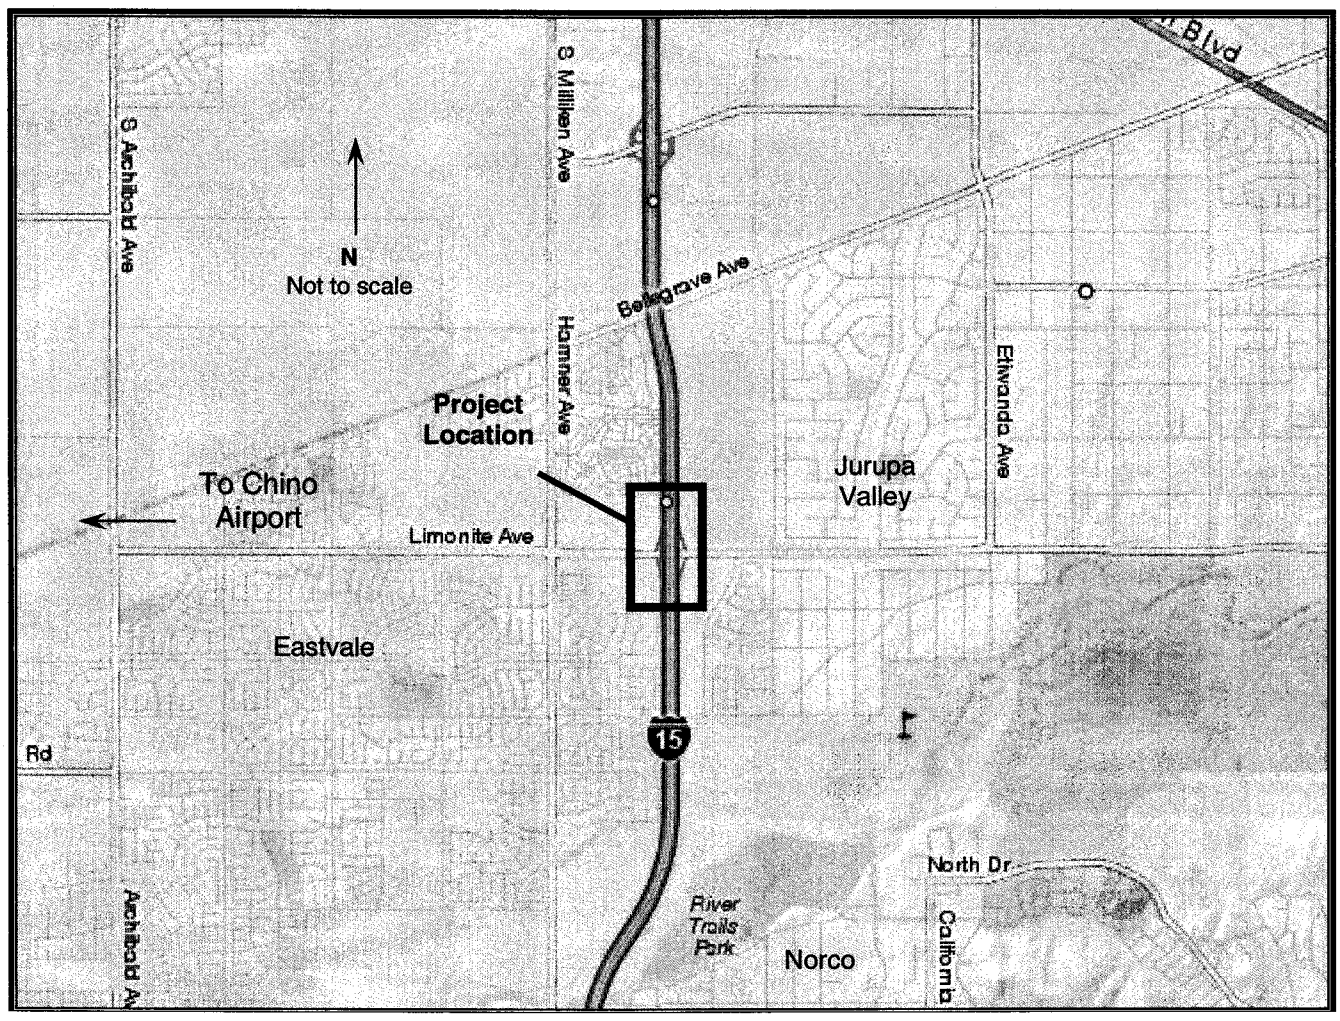 Blvd
S Milliken Ave
S Archibald Ave
N
Not to scale
Bellegrave Ave
Hamner Ave
Etiwanda Ave
Project
Location
Jurupa
Valley
To Chino
Airport
Limonite Ave
Eastvale
15
Rd
North Dr
Archibald Av
River
Trails
Park
California
Norco